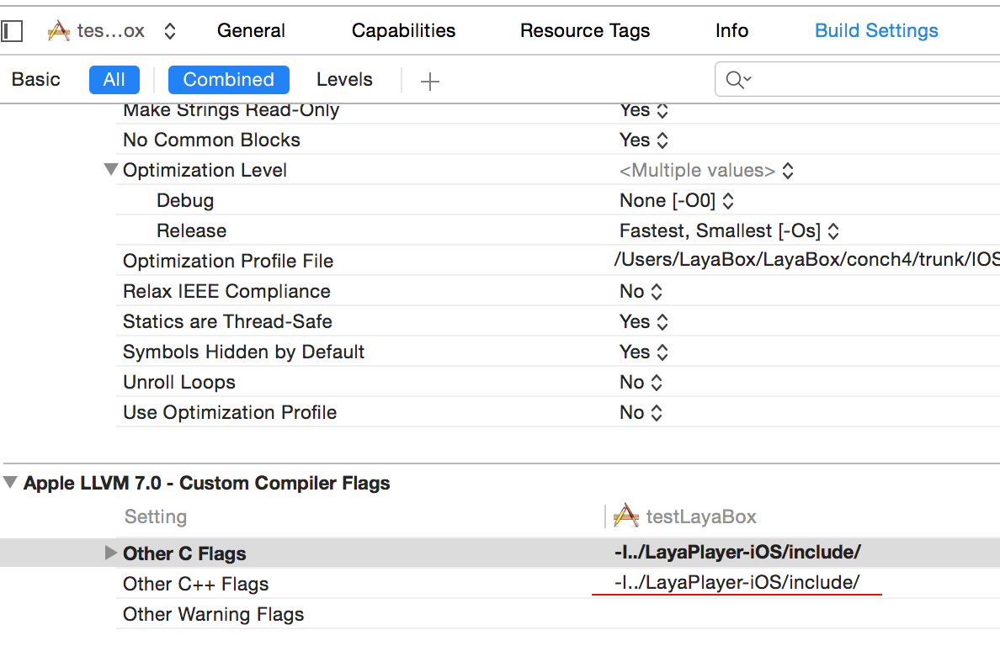 tes...ox General Capabilities Resource Tags Info Build Settings
Basic All Combined Levels
Make Strings Read-Only Yes
No Common Blocks Yes
Optimization Level <Multiple values>
Debug None [-O0]
Release Fastest, Smallest [-Os]
Optimization Profile File /Users/LayaBox/LayaBox/conch4/trunk/IOS
Relax IEEE Compliance No
Statics are Thread-Safe Yes
Symbols Hidden by Default Yes
Unroll Loops No
Use Optimization Profile No
Apple LLVM 7.0 - Custom Compiler Flags
Setting testLayaBox
Other C Flags -I../LayaPlayer-iOS/include/
Other C++ Flags -I../LayaPlayer-iOS/include/
Other Warning Flags